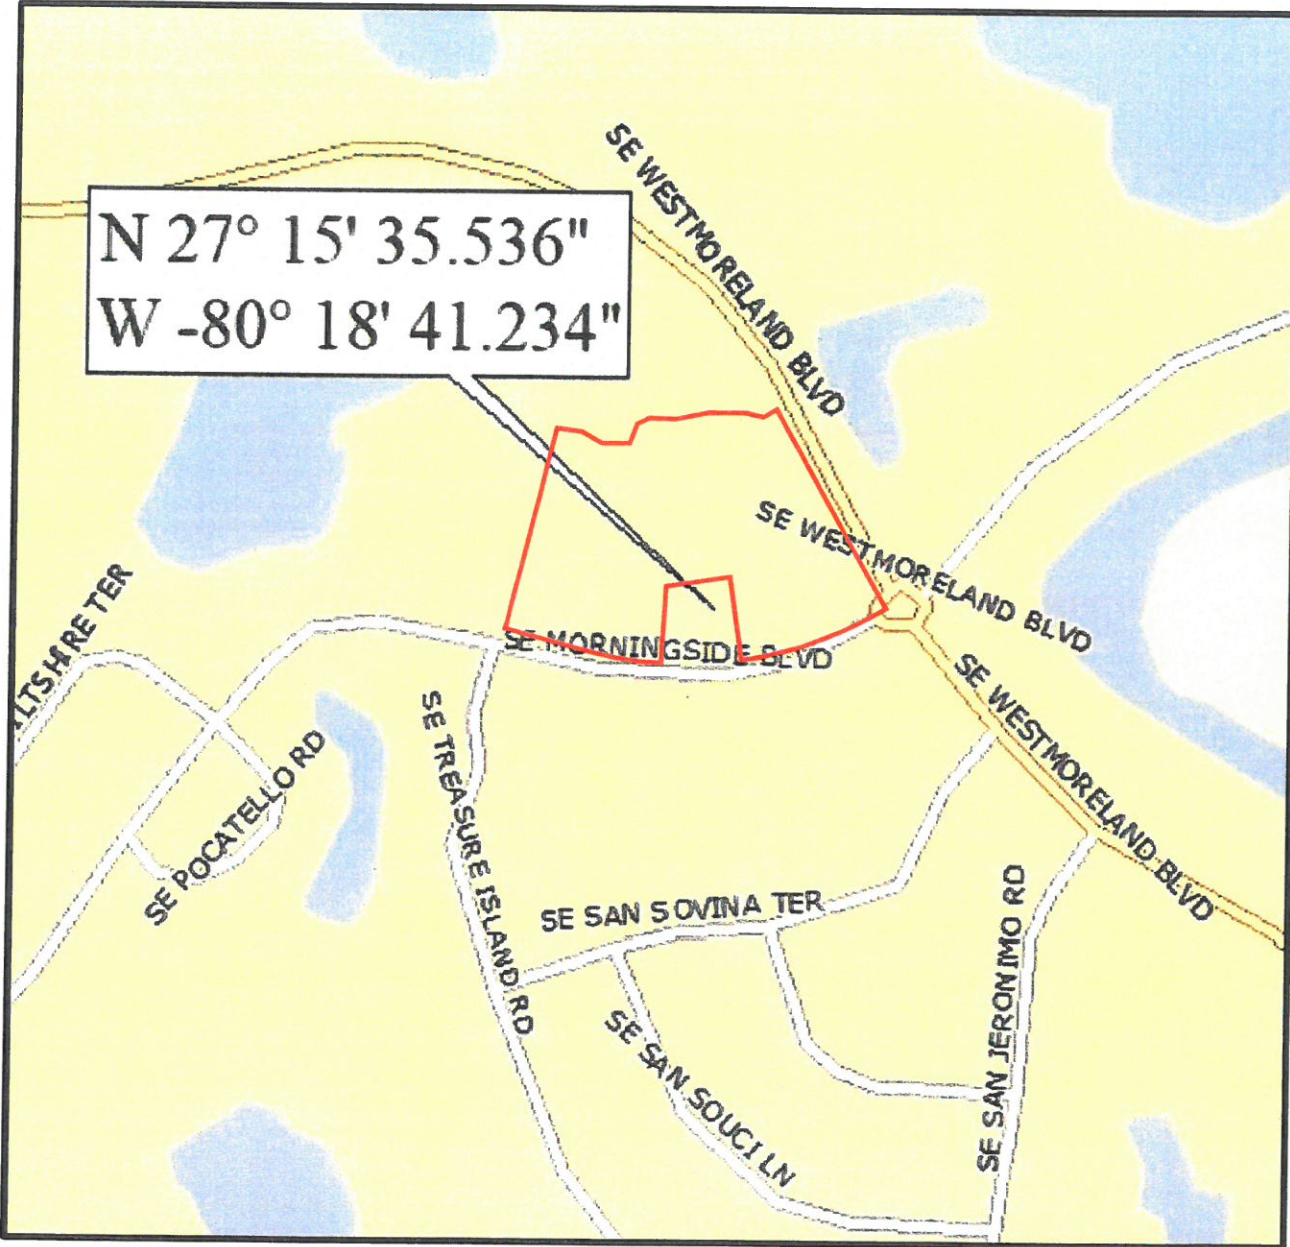 SE WESTMORELAND BLVD
N 27° 15' 35.536"
W -80° 18' 41.234"
SE WESTMORELAND BLVD
SE MORNINGSIDE BLVD
SE WESTMORELAND BLVD
SE POCATELLO RD
SE TREASURE ISLAND RD
SE SAN SOVINA TER
SE SAN JERONIMO RD
SE SAN SOUCI LN